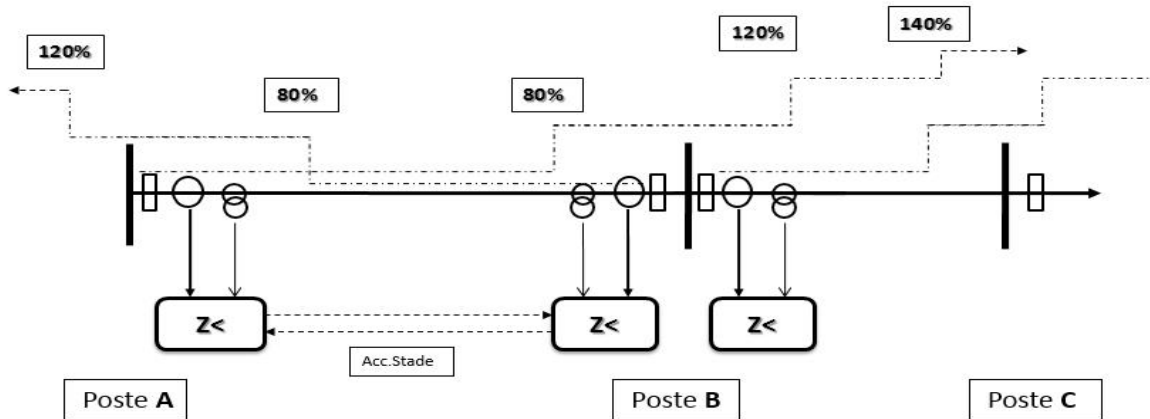 120%
80%
80%
120%
140%
Z<
Z<
Z<
Acc.Stade
Poste A
Poste B
Poste C